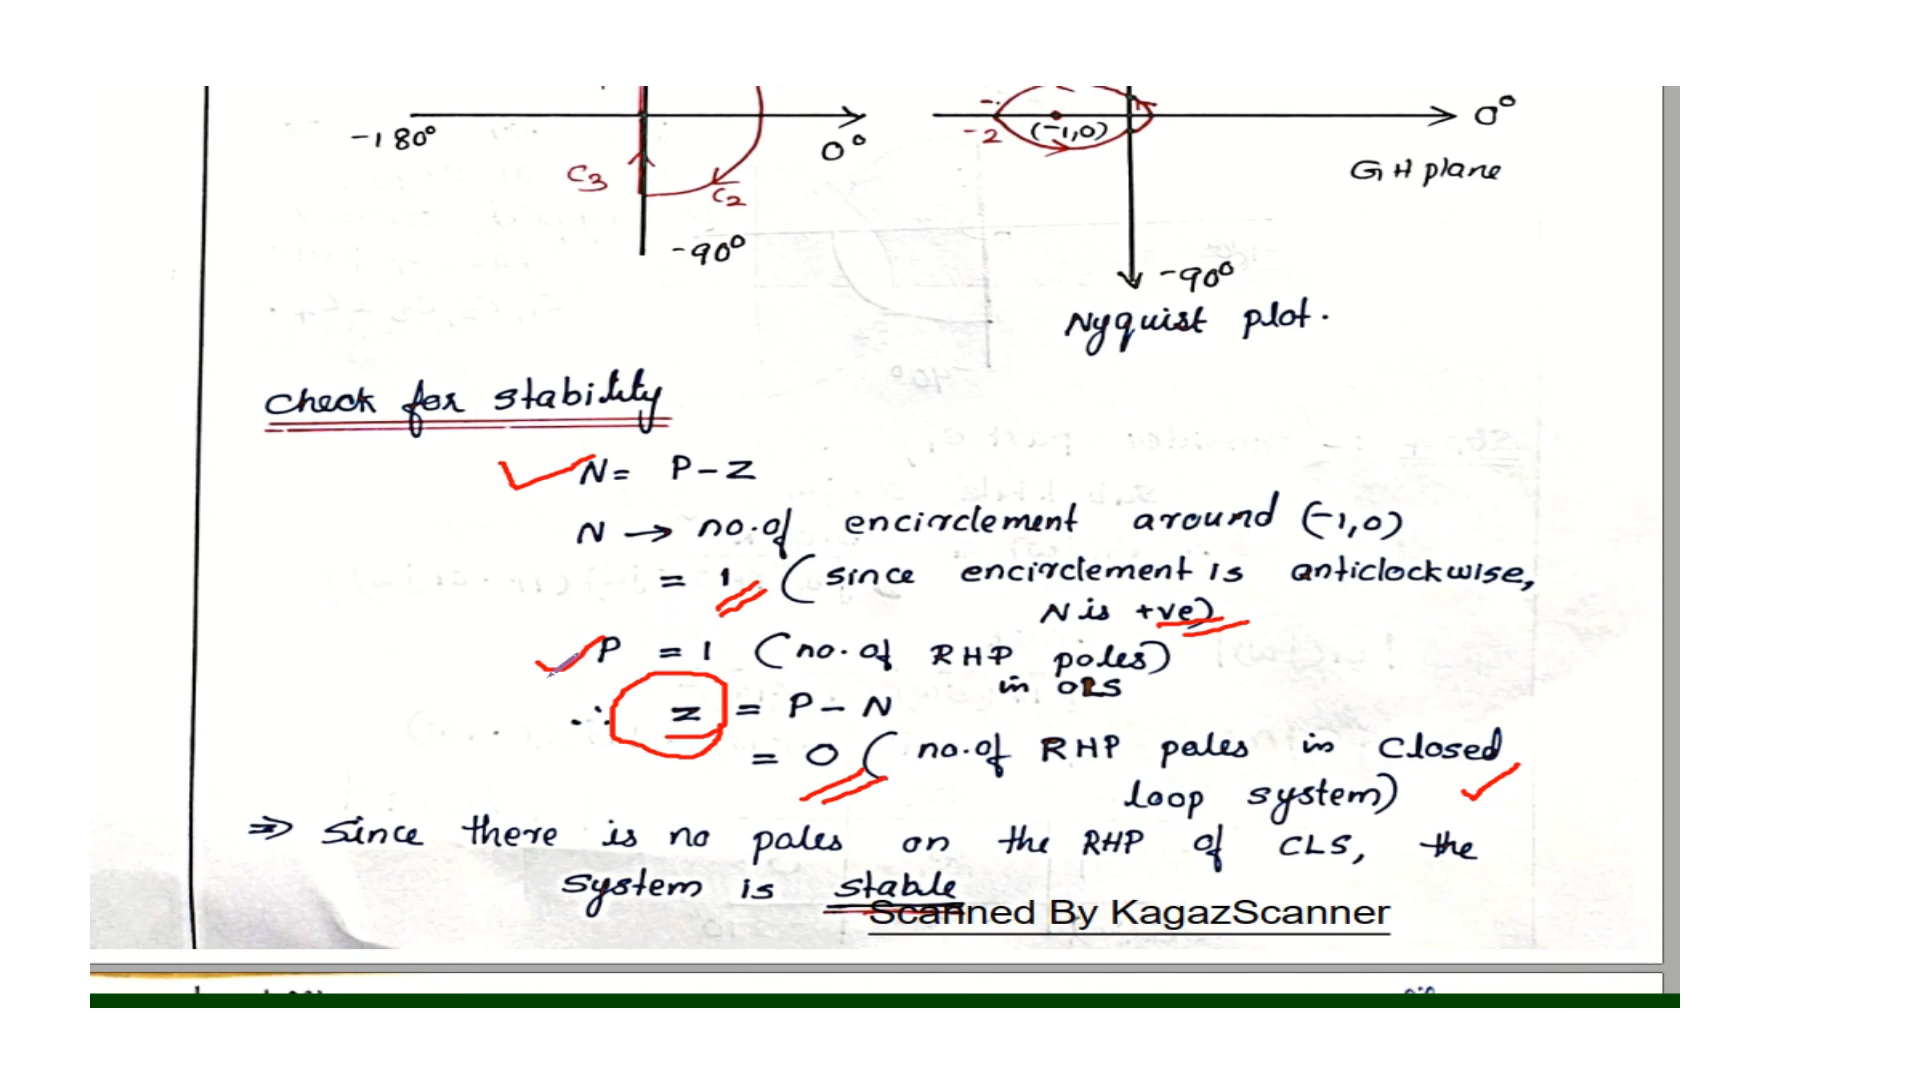 -180°
0°
C3
C2
-90°
-2
(-1,0)
0°
GH plane
-90°
Nyquist plot.
Check for stability
N = P - Z
N → no. of encirclement around (-1,0)
= 1 (since encirclement is anticlockwise,
N is +ve)
P = 1 (no. of RHP poles)
in OLS
∴ Z = P - N
= 0 (no. of RHP poles in closed
loop system)
⇒ Since there is no poles on the RHP of CLS, the
system is stable
Scanned By KagazScanner